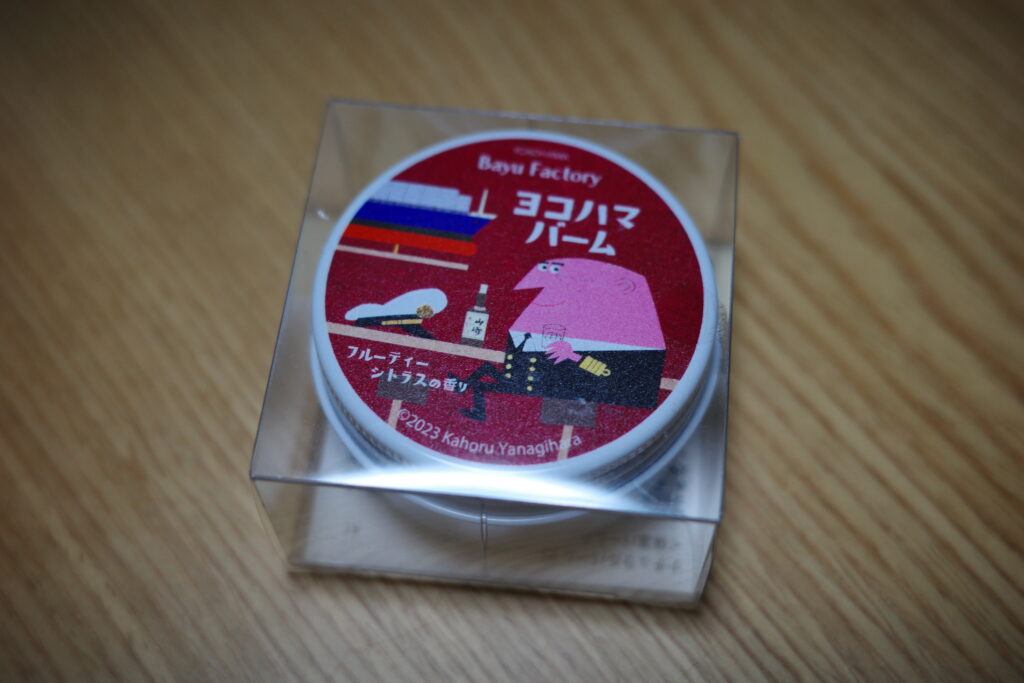 Bayu Factory
ヨコハマ
バーム
フルーティー
シトラスの香り
©2023 Kahoru Yanagihara